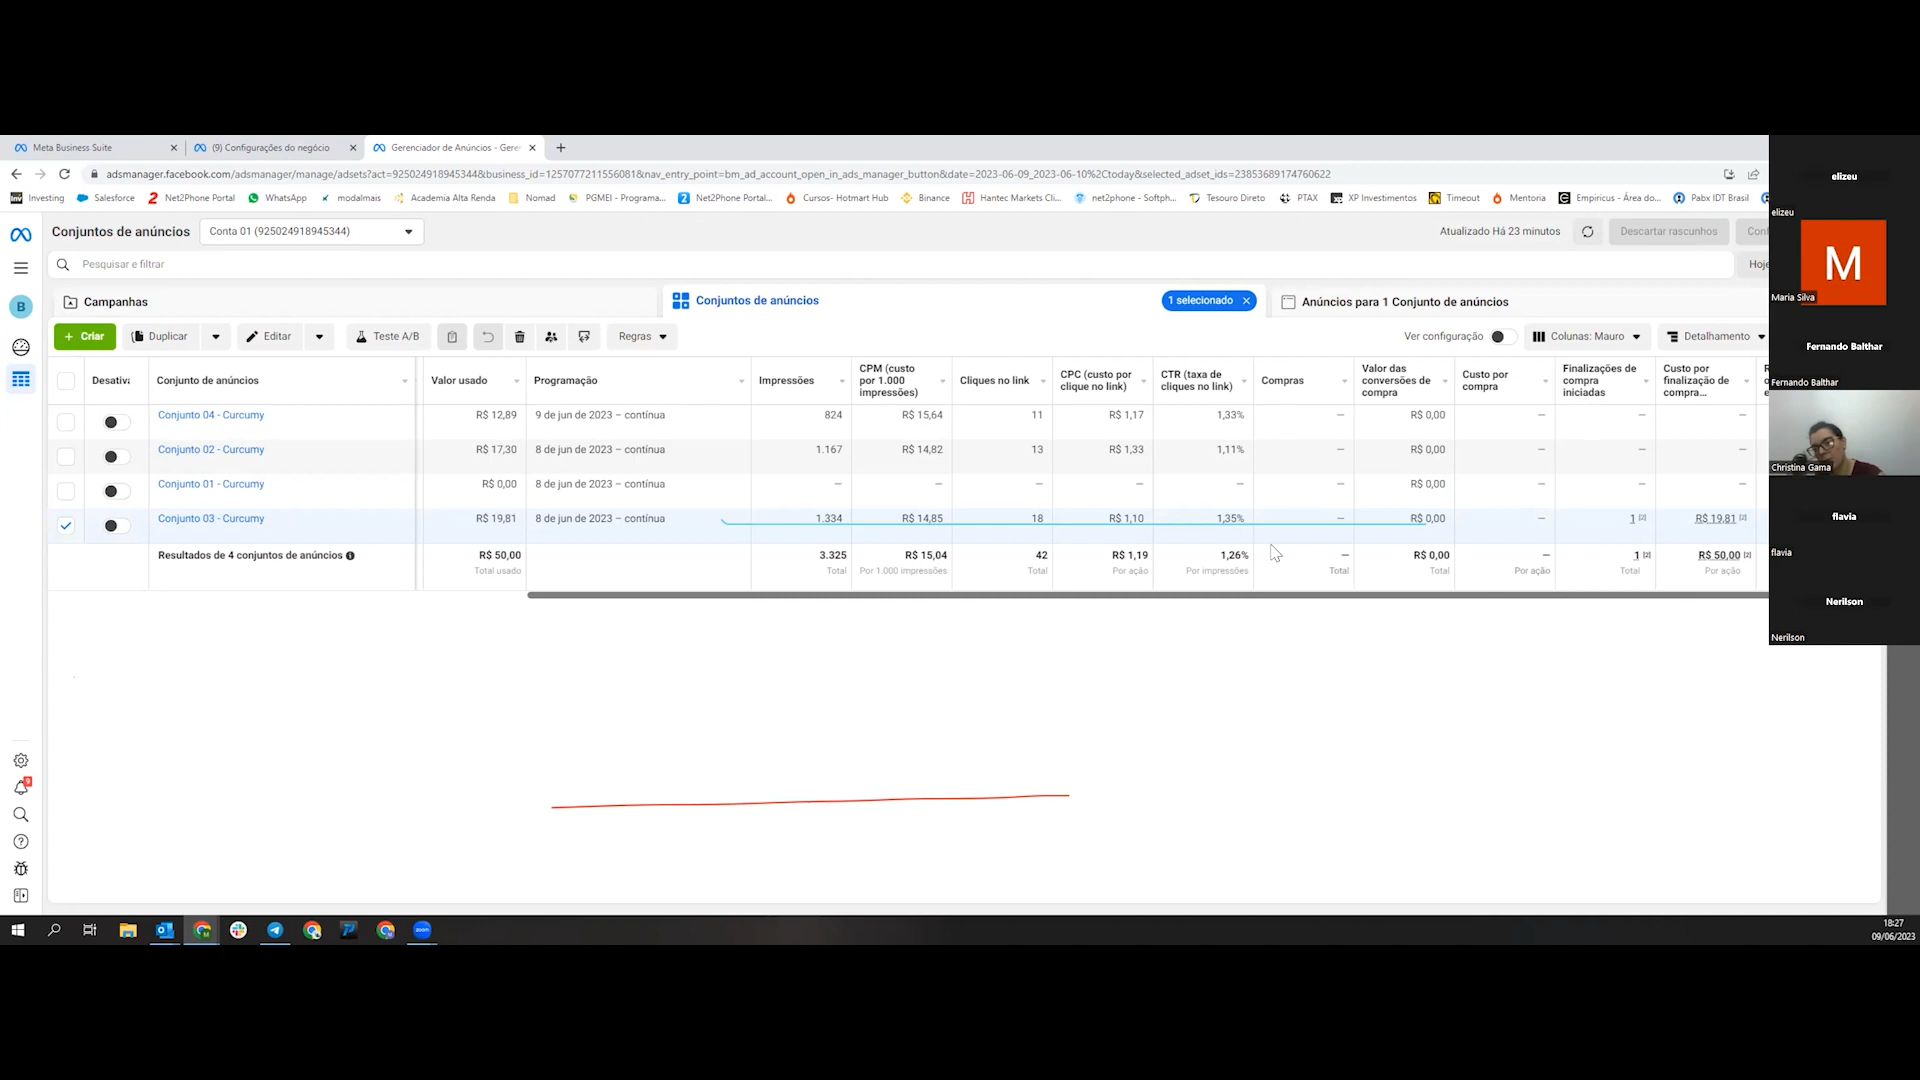 Meta Business Suite
(9) Configurações do negócio
Gerenciador de Anúncios - Geren
adsmanager.facebook.com/adsmanager/manage/adsets?act=925024918945344&business_id=1257077211556081&nav_entry_point=bm_ad_account_open_in_ads_manager_button&date=2023-06-09_2023-06-10%2Ctoday&selected_adset_ids=23853689174760622
Investing Salesforce Net2Phone Portal WhatsApp modalmais Academia Alta Renda Nomad PGMEI - Programa... Net2Phone Portal... Cursos- Hotmart Hub Binance Hantec Markets Cli... net2phone - Softph... Tesouro Direto PTAX XP Investimentos Timeout Mentoria Empiricus - Área do... Pabx IDT Brasil
Conjuntos de anúncios Conta 01 (925024918945344) Atualizado Há 23 minutos Descartar rascunhos Conf
Pesquisar e filtrar Hoje
B
Campanhas Conjuntos de anúncios 1 selecionado Anúncios para 1 Conjunto de anúncios
+ Criar Duplicar Editar Teste A/B Regras Ver configuração Colunas: Mauro Detalhamento
Desativ Conjunto de anúncios Valor usado Programação Impressões CPM (custo por 1.000 impressões) Cliques no link CPC (custo por clique no link) CTR (taxa de cliques no link) Compras Valor das conversões de compra Custo por compra Finalizações de compra iniciadas Custo por finalização de compra...
Conjunto 04 - Curcumy R$ 12,89 9 de jun de 2023 – contínua 824 R$ 15,64 11 R$ 1,17 1,33% — R$ 0,00 — — —
Conjunto 02 - Curcumy R$ 17,30 8 de jun de 2023 – contínua 1.167 R$ 14,82 13 R$ 1,33 1,11% — R$ 0,00 — — —
Conjunto 01 - Curcumy R$ 0,00 8 de jun de 2023 – contínua — — — — — — R$ 0,00 — — —
Conjunto 03 - Curcumy R$ 19,81 8 de jun de 2023 – contínua 1.334 R$ 14,85 18 R$ 1,10 1,35% — R$ 0,00 — 1 [2] R$ 19,81 [2]
Resultados de 4 conjuntos de anúncios R$ 50,00 3.325 R$ 15,04 42 R$ 1,19 1,26% — R$ 0,00 — 1 [2] R$ 50,00 [2]
Total usado Total Por 1.000 impressões Total Por ação Por impressões Total Total Por ação Total Por ação
elizeu
elizeu
M
Maria Silva
Fernando Balthar
Fernando Balthar
Christina Gama
flavia
flavia
Nerilson
Nerilson
zoom
18:27
09/06/2023